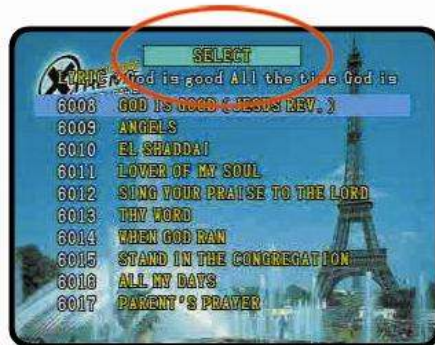 SELECT
LYRIC God is good All the time God is
6008 GOD IS GOOD (JESUS REV.)
6009 ANGELS
6010 EL SHADDAI
6011 LOVER OF MY SOUL
6012 SING YOUR PRAISE TO THE LORD
6013 THY WORD
6014 WHEN GOD RAN
6015 STAND IN THE CONGREGATION
6016 ALL MY DAYS
6017 PARENT'S PRAYER